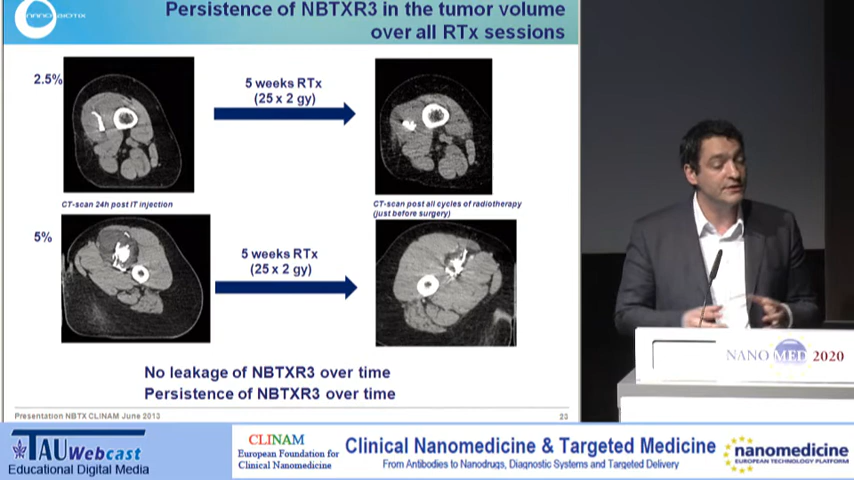 nanobiotix
Persistence of NBTXR3 in the tumor volume
over all RTx sessions
2.5%
5 weeks RTx
(25 x 2 gy)
CT-scan 24h post IT injection
CT-scan post all cycles of radiotherapy
(just before surgery)
5%
5 weeks RTx
(25 x 2 gy)
No leakage of NBTXR3 over time
Persistence of NBTXR3 over time
Presentation NBTX CLINAM June 2013
23
NANO MED 2020
TAU Webcast
Educational Digital Media
CLINAM
European Foundation for
Clinical Nanomedicine
Clinical Nanomedicine & Targeted Medicine
From Antibodies to Nanodrugs, Diagnostic Systems and Targeted Delivery
nanomedicine
EUROPEAN TECHNOLOGY PLATFORM